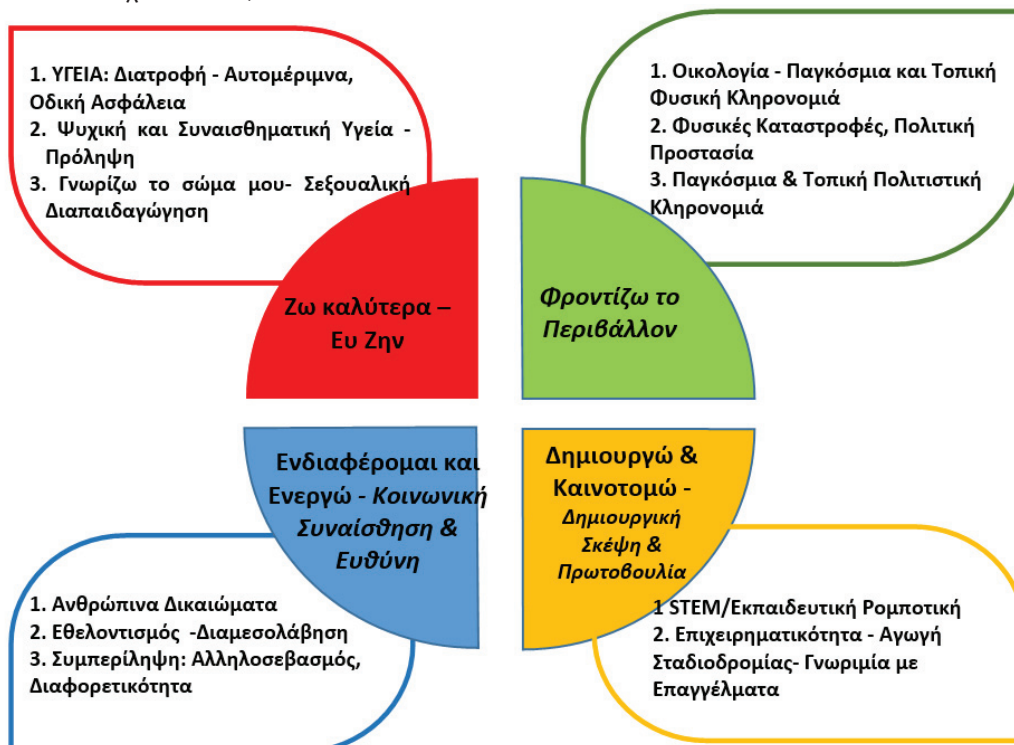 1. ΥΓΕΙΑ: Διατροφή - Αυτομέριμνα,
Οδική Ασφάλεια
2. Ψυχική και Συναισθηματική Υγεία -
Πρόληψη
3. Γνωρίζω το σώμα μου- Σεξουαλική
Διαπαιδαγώγηση
1. Οικολογία - Παγκόσμια και Τοπική
Φυσική Κληρονομιά
2. Φυσικές Καταστροφές, Πολιτική
Προστασία
3. Παγκόσμια & Τοπική Πολιτιστική
Κληρονομιά
Ζω καλύτερα –
Ευ Ζην
Φροντίζω το
Περιβάλλον
Ενδιαφέρομαι και
Ενεργώ - Κοινωνική
Συναίσθηση &
Ευθύνη
Δημιουργώ &
Καινοτομώ -
Δημιουργική
Σκέψη &
Πρωτοβουλία
1. Ανθρώπινα Δικαιώματα
2. Εθελοντισμός -Διαμεσολάβηση
3. Συμπερίληψη: Αλληλοσεβασμός,
Διαφορετικότητα
1 STEM/Εκπαιδευτική Ρομποτική
2. Επιχειρηματικότητα - Αγωγή
Σταδιοδρομίας- Γνωριμία με
Επαγγέλματα